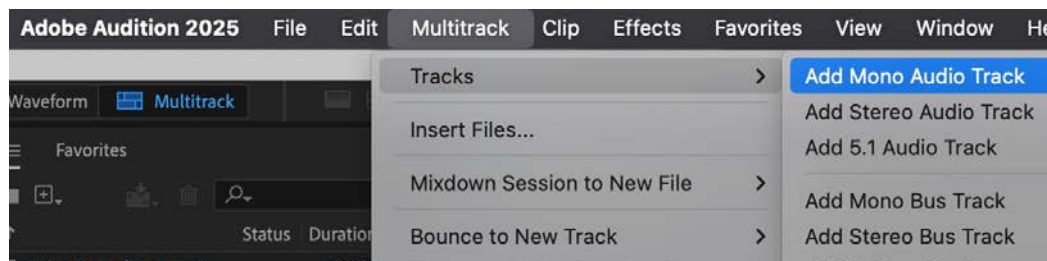 Adobe Audition 2025 File Edit Multitrack Clip Effects Favorites View Window
Tracks > Add Mono Audio Track
Waveform Multitrack Add Stereo Audio Track
Insert Files...
Favorites Add 5.1 Audio Track
Mixdown Session to New File > Add Mono Bus Track
Status Duration Bounce to New Track > Add Stereo Bus Track